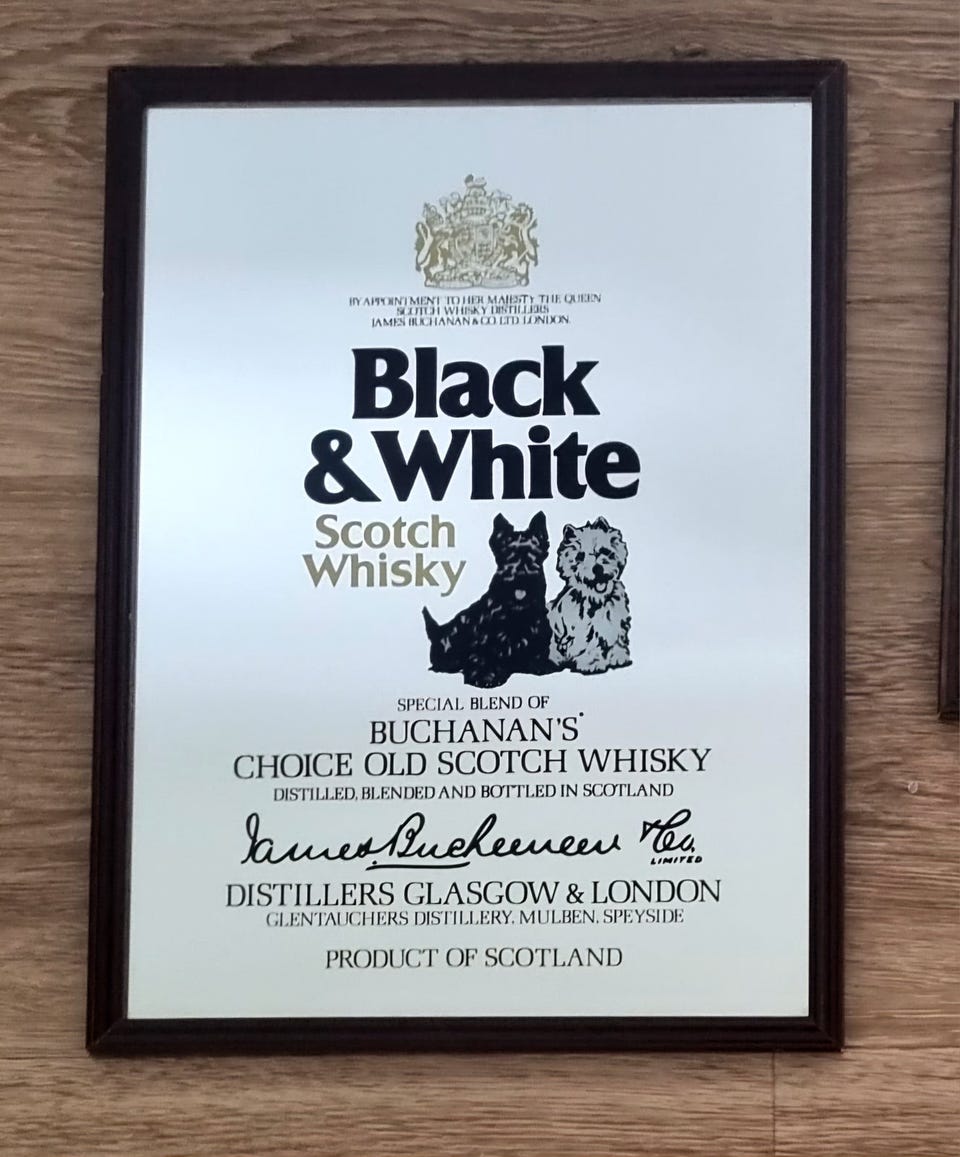 BY APPOINTMENT TO HER MAJESTY THE QUEEN
SCOTCH WHISKY DISTILLERS
JAMES BUCHANAN & CO. LTD. LONDON.
Black
& White
Scotch
Whisky
SPECIAL BLEND OF
BUCHANAN'S
CHOICE OLD SCOTCH WHISKY
DISTILLED, BLENDED AND BOTTLED IN SCOTLAND
James Buchanan & Co.
LIMITED
DISTILLERS GLASGOW & LONDON
GLENTAUCHERS DISTILLERY, MULBEN, SPEYSIDE
PRODUCT OF SCOTLAND